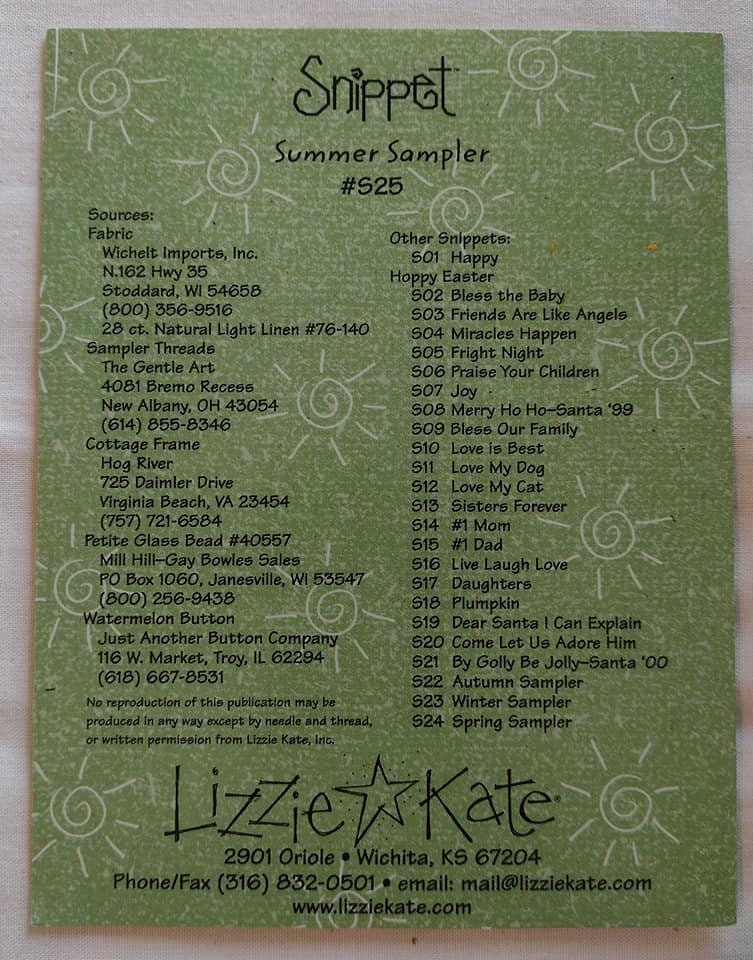 Snippet™
Summer Sampler
#S25
Sources:
Fabric
Wichelt Imports, Inc.
N.162 Hwy 35
Stoddard, WI 54658
(800) 356-9516
28 ct. Natural Light Linen #76-140
Sampler Threads
The Gentle Art
4081 Bremo Recess
New Albany, OH 43054
(614) 855-8346
Cottage Frame
Hog River
725 Daimler Drive
Virginia Beach, VA 23454
(757) 721-6584
Petite Glass Bead #40557
Mill Hill–Gay Bowles Sales
PO Box 1060, Janesville, WI 53547
(800) 256-9438
Watermelon Button
Just Another Button Company
116 W. Market, Troy, IL 62294
(618) 667-8531
No reproduction of this publication may be
produced in any way except by needle and thread,
or written permission from Lizzie Kate, Inc.
Other Snippets:
S01 Happy
Hoppy Easter
S02 Bless the Baby
S03 Friends Are Like Angels
S04 Miracles Happen
S05 Fright Night
S06 Praise Your Children
S07 Joy
S08 Merry Ho Ho–Santa '99
S09 Bless Our Family
S10 Love is Best
S11 Love My Dog
S12 Love My Cat
S13 Sisters Forever
S14 #1 Mom
S15 #1 Dad
S16 Live Laugh Love
S17 Daughters
S18 Plumpkin
S19 Dear Santa I Can Explain
S20 Come Let Us Adore Him
S21 By Golly Be Jolly–Santa '00
S22 Autumn Sampler
S23 Winter Sampler
S24 Spring Sampler
Lizzie Kate®
2901 Oriole • Wichita, KS 67204
Phone/Fax (316) 832-0501 • email: mail@lizziekate.com
www.lizziekate.com